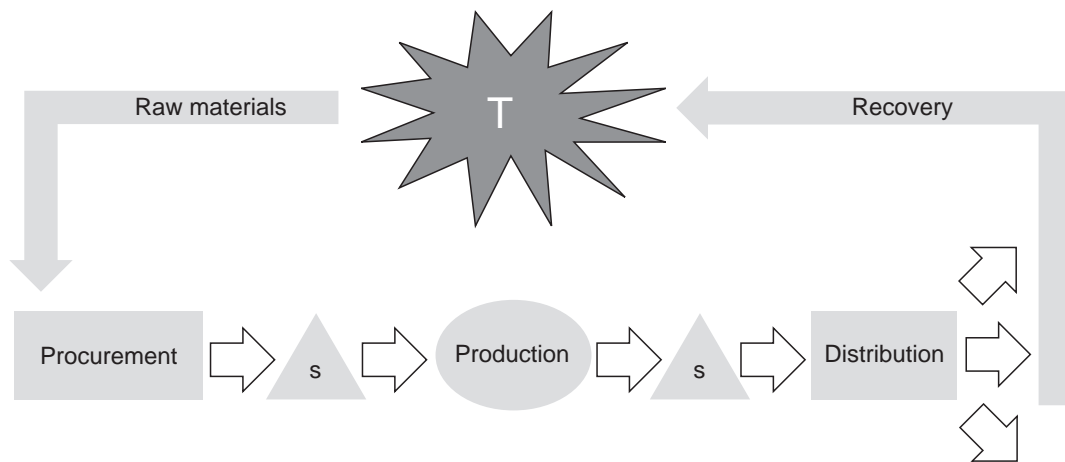 T
Raw materials
Recovery
Procurement
s
Production
s
Distribution